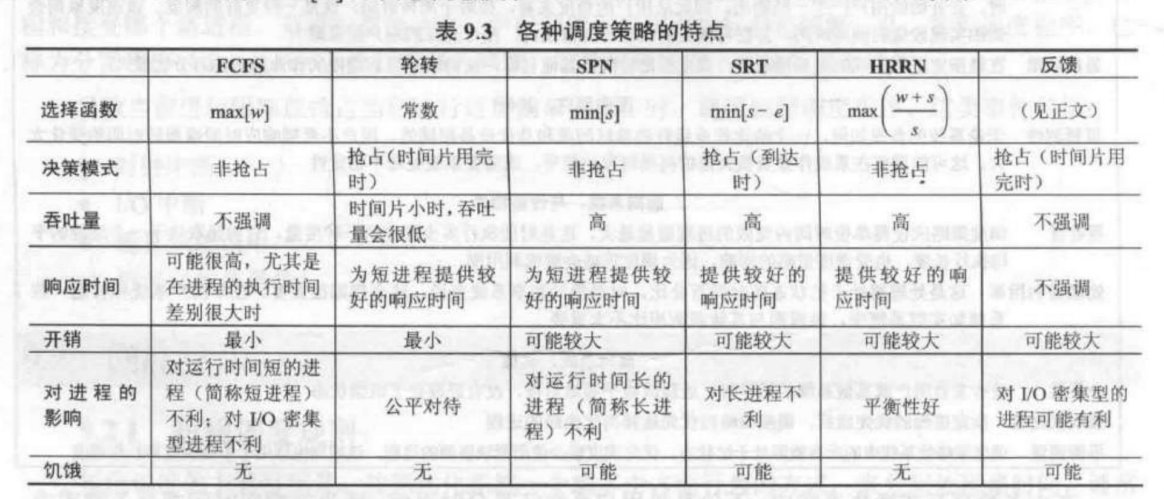 表 9.3 各种调度策略的特点
FCFS 轮转 SPN SRT HRRN 反馈
选择函数 max[w] 常数 min[s] min[s－e] max((w+s)/s) （见正文）
决策模式 非抢占 抢占(时间片用完时) 非抢占 抢占（到达时） 非抢占 抢占（时间片用完时）
吞吐量 不强调 时间片小时,吞吐量会很低 高 高 高 不强调
响应时间 可能很高，尤其是在进程的执行时间差别很大时 为短进程提供较好的响应时间 为短进程提供较好的响应时间 提供较好的响应时间 提供较好的响应时间 不强调
开销 最小 最小 可能较大 可能较大 可能较大 可能较大
对进程的影响 对运行时间短的进程（简称短进程）不利；对 I/O 密集型进程不利 公平对待 对运行时间长的进程（简称长进程）不利 对长进程不利 平衡性好 对 I/O 密集型的进程可能有利
饥饿 无 无 可能 可能 无 可能